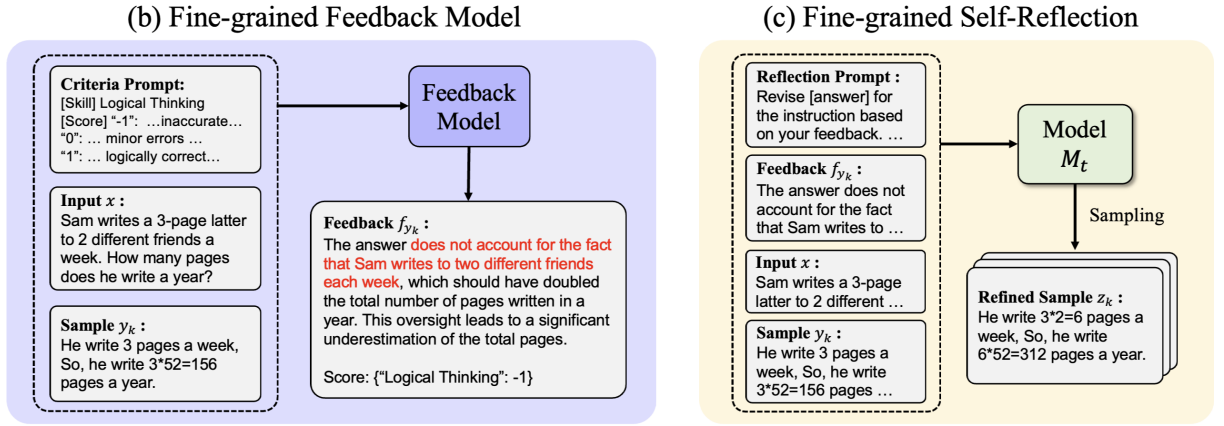 (b) Fine-grained Feedback Model
Criteria Prompt:
[Skill] Logical Thinking
[Score] “-1”: …inaccurate…
“0”: … minor errors …
“1”: … logically correct…
Input x :
Sam writes a 3-page latter
to 2 different friends a
week. How many pages
does he write a year?
Sample yₖ :
He write 3 pages a week,
So, he write 3*52=156
pages a year.
Feedback
Model
Feedback f_yₖ :
The answer does not account for the fact
that Sam writes to two different friends
each week, which should have doubled
the total number of pages written in a
year. This oversight leads to a significant
underestimation of the total pages.
Score: {“Logical Thinking”: -1}
(c) Fine-grained Self-Reflection
Reflection Prompt :
Revise [answer] for
the instruction based
on your feedback. …
Feedback f_yₖ :
The answer does not
account for the fact
that Sam writes to …
Input x :
Sam writes a 3-page
latter to 2 different …
Sample yₖ :
He write 3 pages a
week, So, he write
3*52=156 pages …
Model
Mₜ
Sampling
Refined Sample zₖ :
He write 3*2=6 pages a
week, So, he write
6*52=312 pages a year.